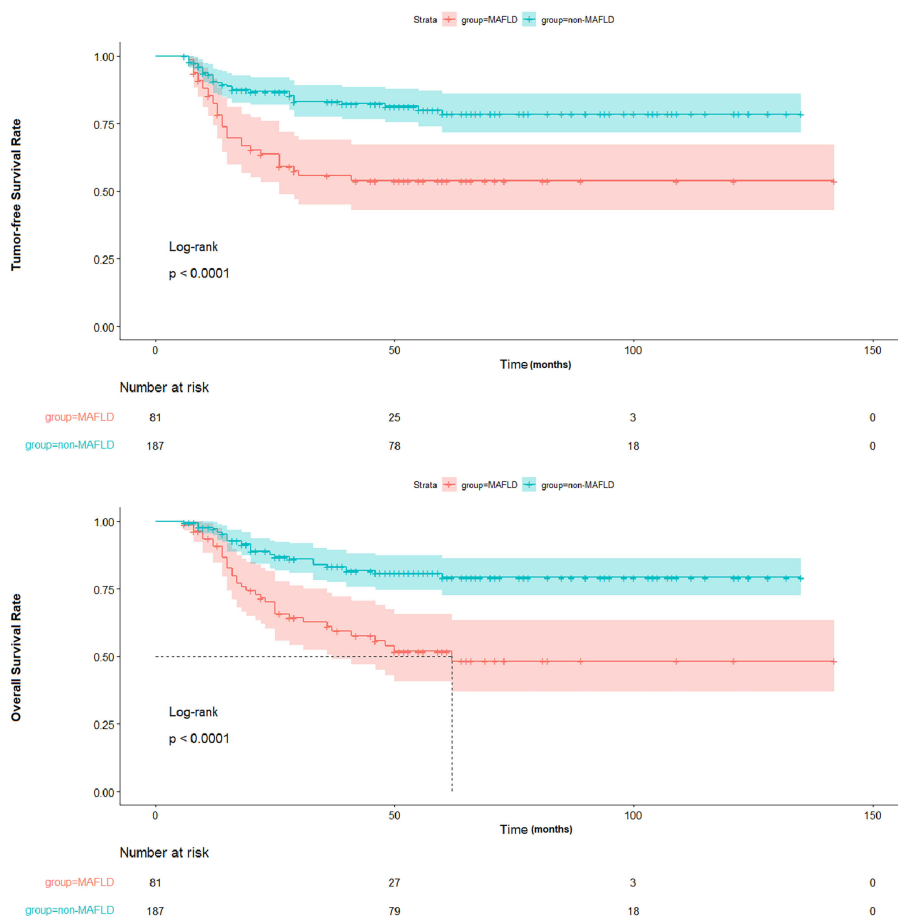 Strata group=MAFLD group=non-MAFLD
1.00
0.75
0.50
0.25
0.00
Tumor-free Survival Rate
Log-rank
p < 0.0001
0 50 100 150
Time (months)
Number at risk
group=MAFLD 81 25 3 0
group=non-MAFLD 187 78 18 0
Strata group=MAFLD group=non-MAFLD
1.00
0.75
0.50
0.25
0.00
Overall Survival Rate
Log-rank
p < 0.0001
0 50 100 150
Time (months)
Number at risk
group=MAFLD 81 27 3 0
group=non-MAFLD 187 79 18 0